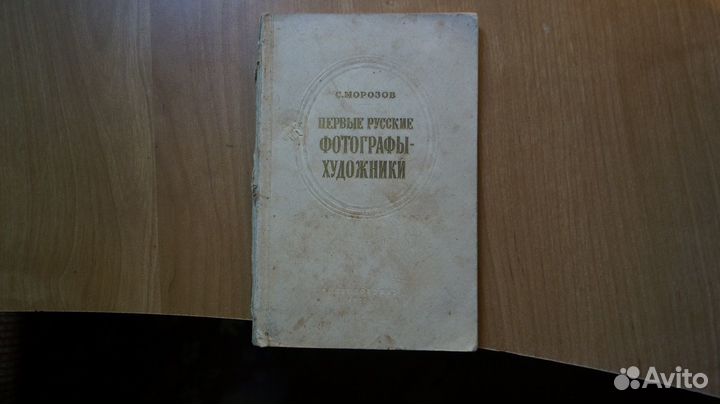 С. МОРОЗОВ
ПЕРВЫЕ РУССКИЕ
ФОТОГРАФЫ-
ХУДОЖНИКИ
Avito